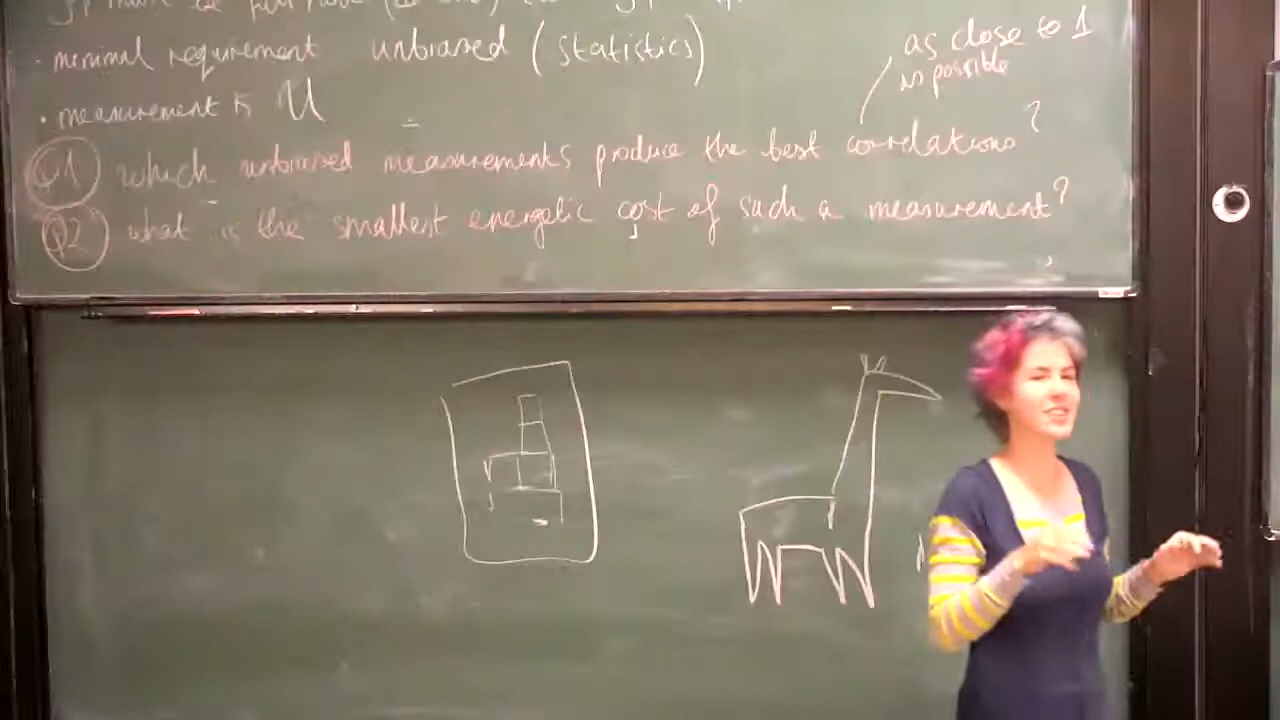 · minimal requirement unbiased (statistics)
as close to 1
as possible
· measurement is U
Q1 which unbiased measurements produce the best correlations?
Q2 what is the smallest energetic cost of such a measurement?